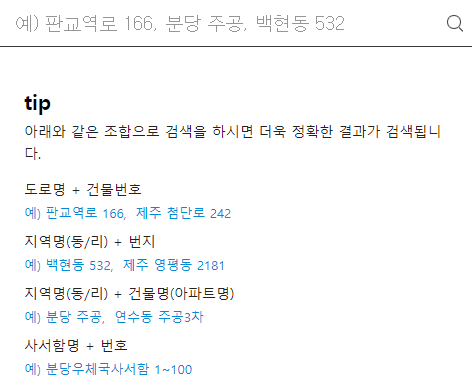 예) 판교역로 166, 분당 주공, 백현동 532
tip
아래와 같은 조합으로 검색을 하시면 더욱 정확한 결과가 검색됩니
다.
도로명 + 건물번호
예) 판교역로 166,  제주 첨단로 242
지역명(동/리) + 번지
예) 백현동 532,  제주 영평동 2181
지역명(동/리) + 건물명(아파트명)
예) 분당 주공,  연수동 주공3차
사서함명 + 번호
예) 분당우체국사서함 1~100